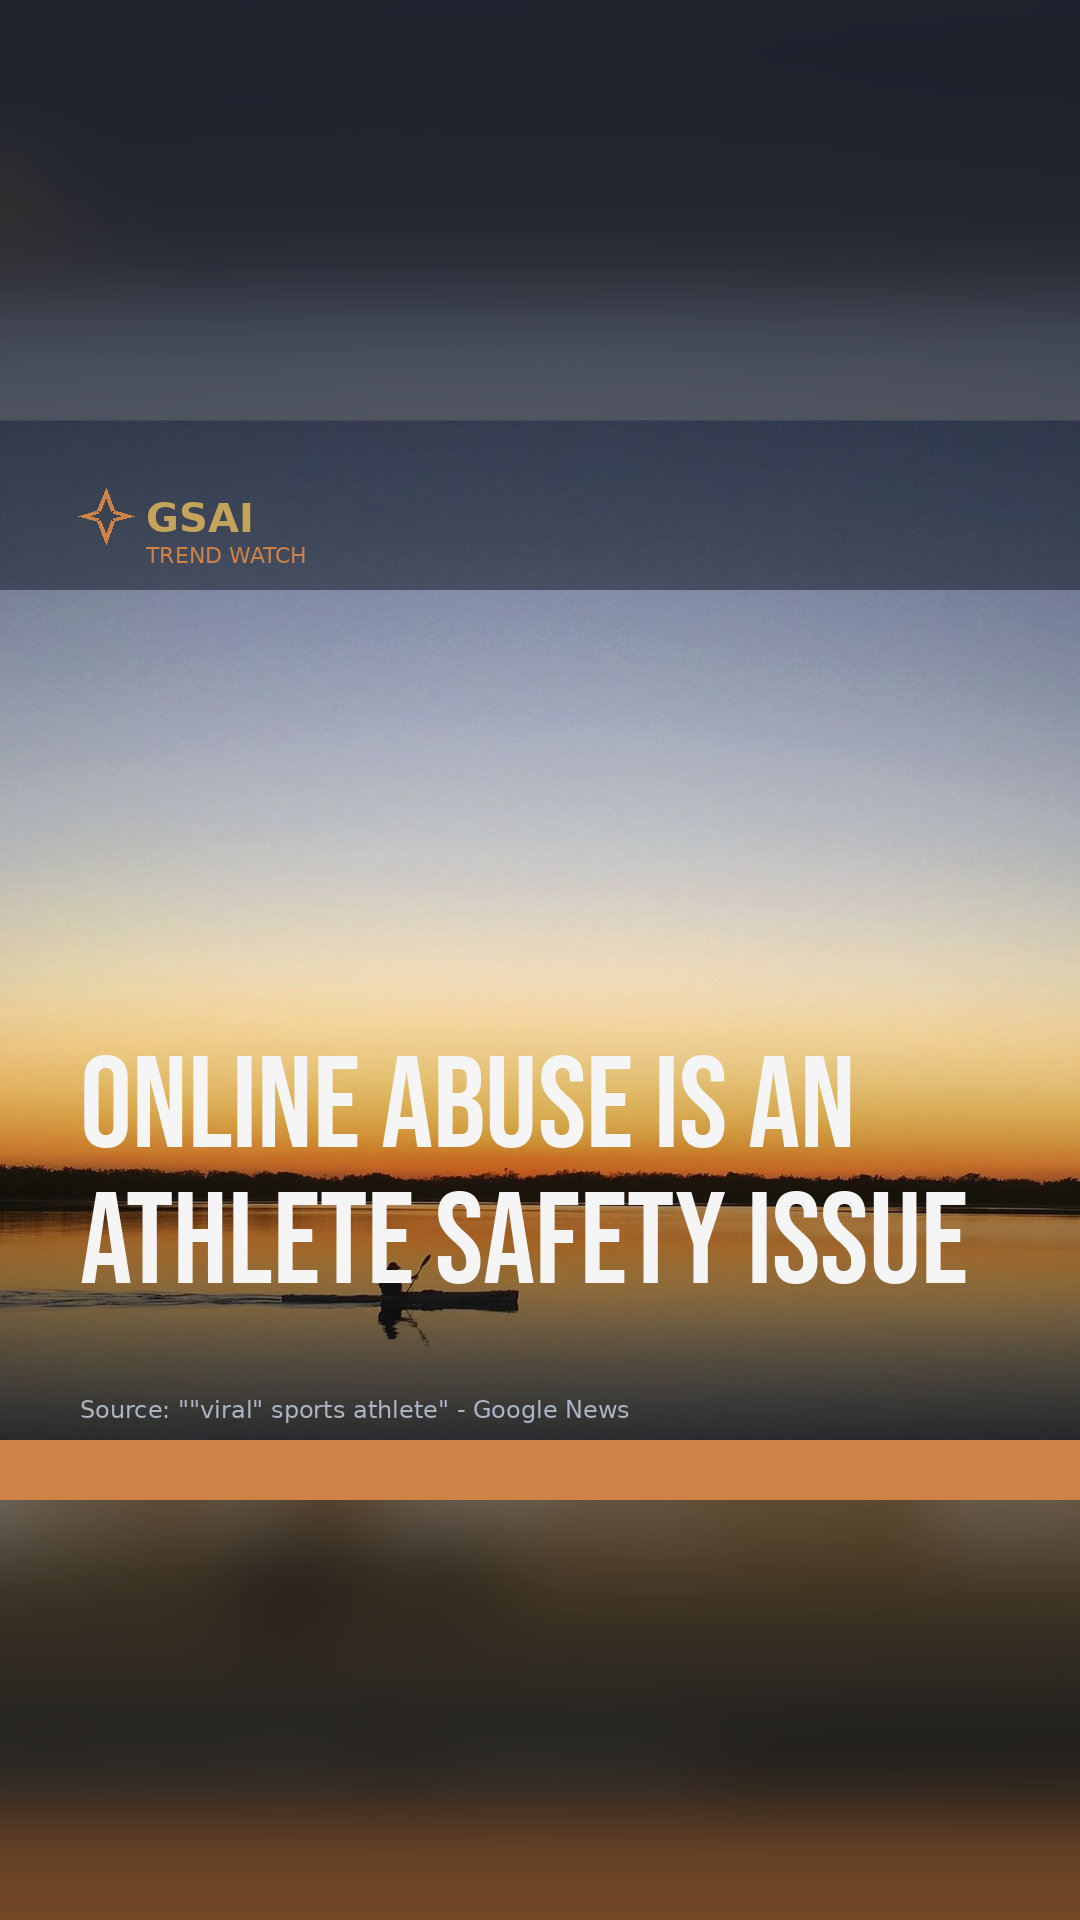 GSAI
TREND WATCH
ONLINE ABUSE IS AN
ATHLETE SAFETY ISSUE
Source: ""viral" sports athlete" - Google News